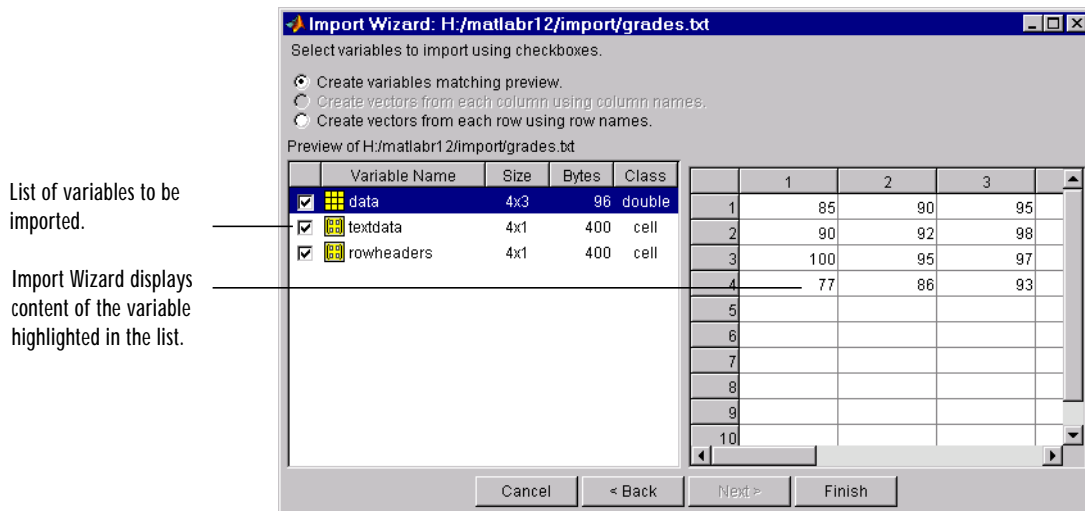 Import Wizard: H:/matlabr12/import/grades.txt
Select variables to import using checkboxes.
Create variables matching preview.
Create vectors from each column using column names.
Create vectors from each row using row names.
Preview of H:/matlabr12/import/grades.txt
Variable Name Size Bytes Class
data 4x3 96 double
textdata 4x1 400 cell
rowheaders 4x1 400 cell
1 2 3
1 85 90 95
2 90 92 98
3 100 95 97
4 77 86 93
5
6
7
8
9
10
Cancel < Back Next > Finish
List of variables to be
imported.
Import Wizard displays
content of the variable
highlighted in the list.